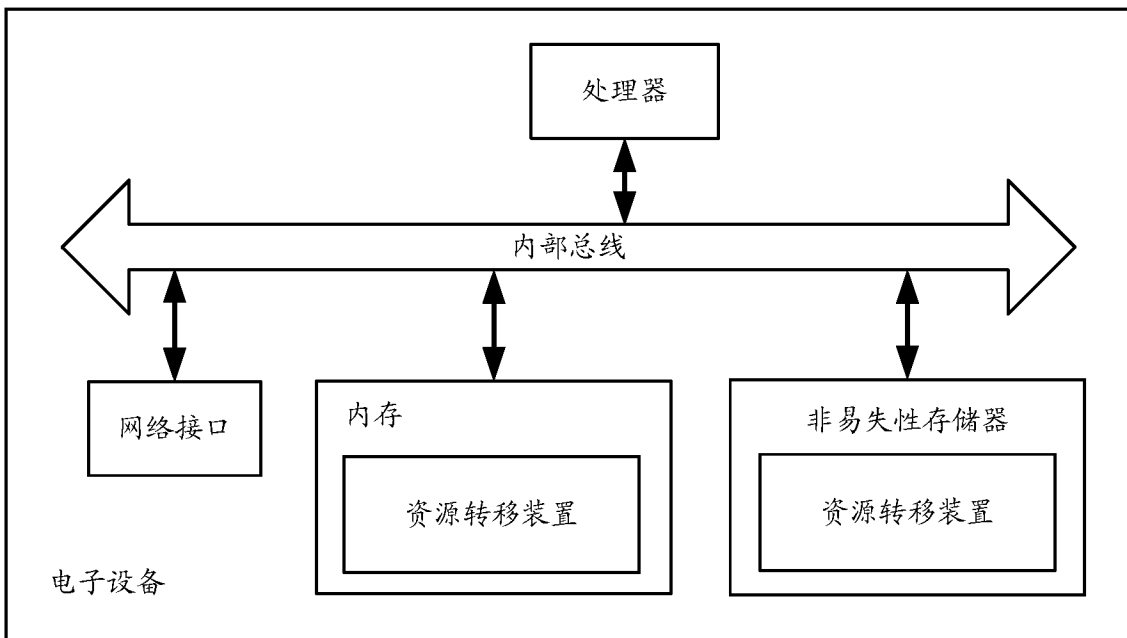 处理器
内部总线
网络接口
内存
非易失性存储器
资源转移装置
资源转移装置
电子设备